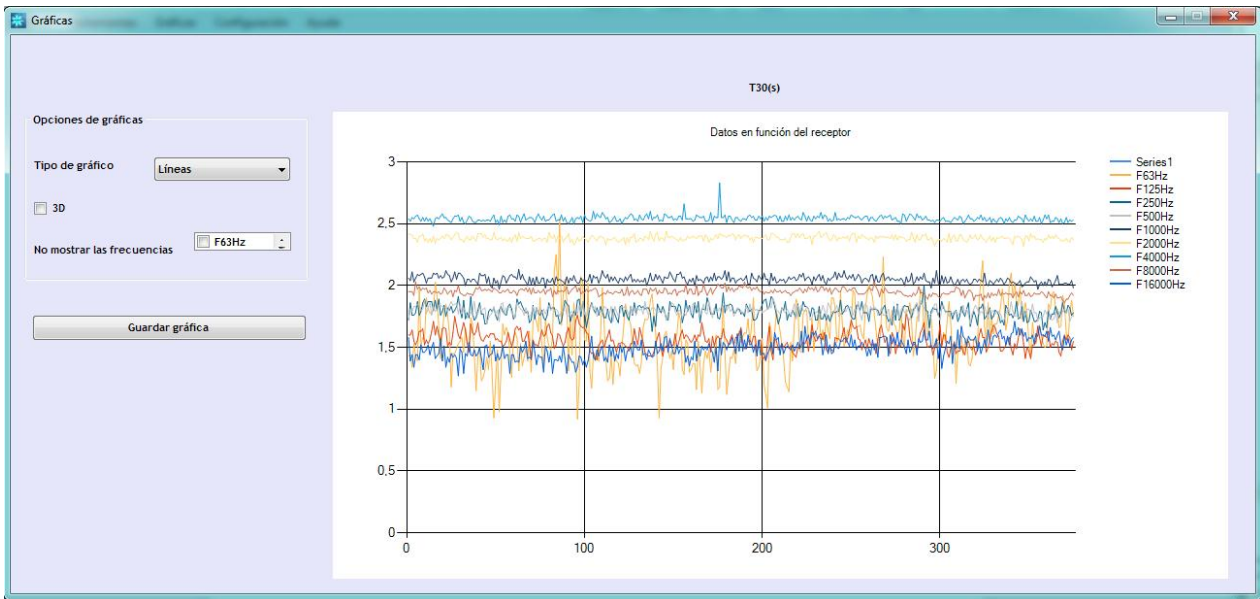 Gráficas
T30(s)
Opciones de gráficas
Tipo de gráfico
Líneas
3D
No mostrar las frecuencias
F63Hz
Guardar gráfica
Datos en función del receptor
3
2,5
2
1,5
1
0,5
0
0
100
200
300
Series1
F63Hz
F125Hz
F250Hz
F500Hz
F1000Hz
F2000Hz
F4000Hz
F8000Hz
F16000Hz